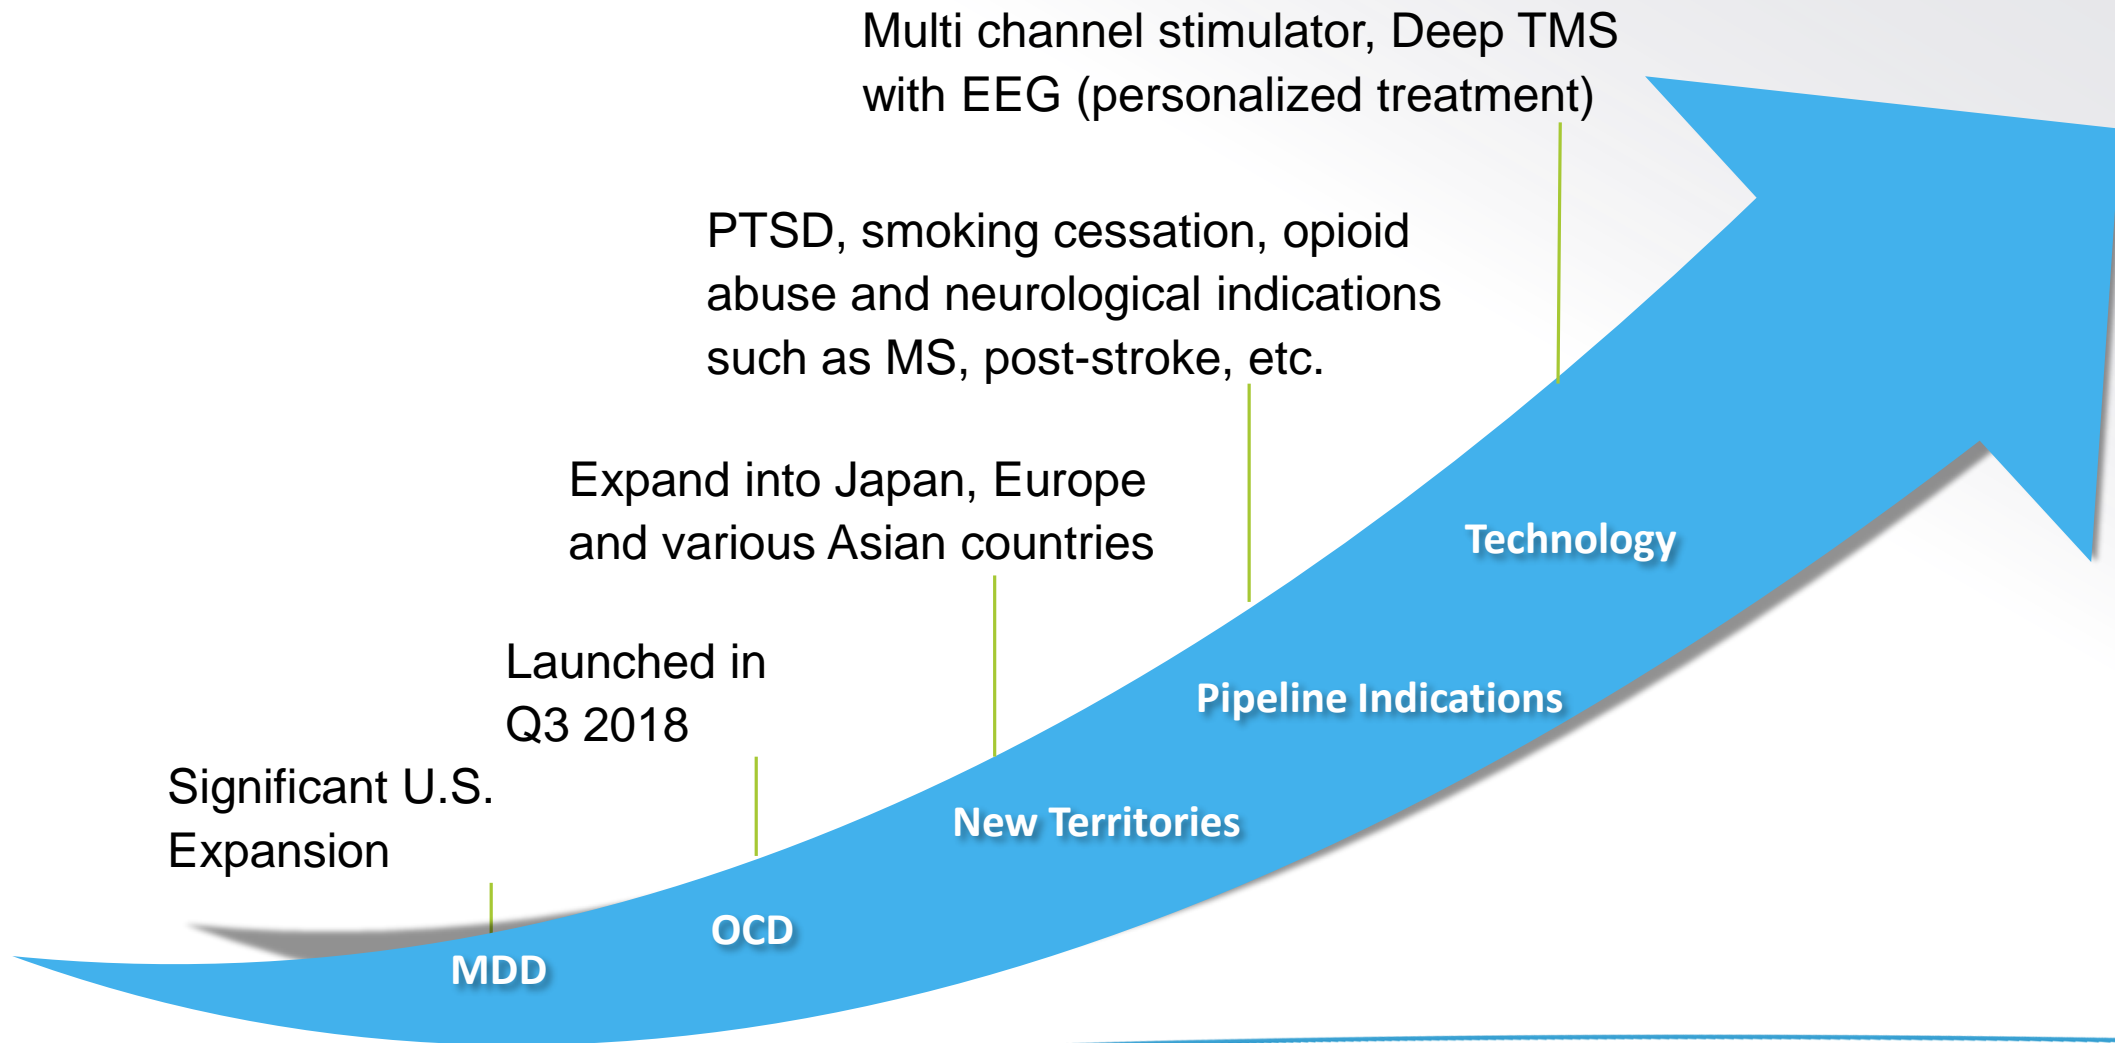 Multi channel stimulator, Deep TMS
with EEG (personalized treatment)
PTSD, smoking cessation, opioid
abuse and neurological indications
such as MS, post-stroke, etc.
Expand into Japan, Europe
and various Asian countries
Technology
Launched in
Q3 2018
Pipeline Indications
Significant U.S.
Expansion
New Territories
OCD
MDD